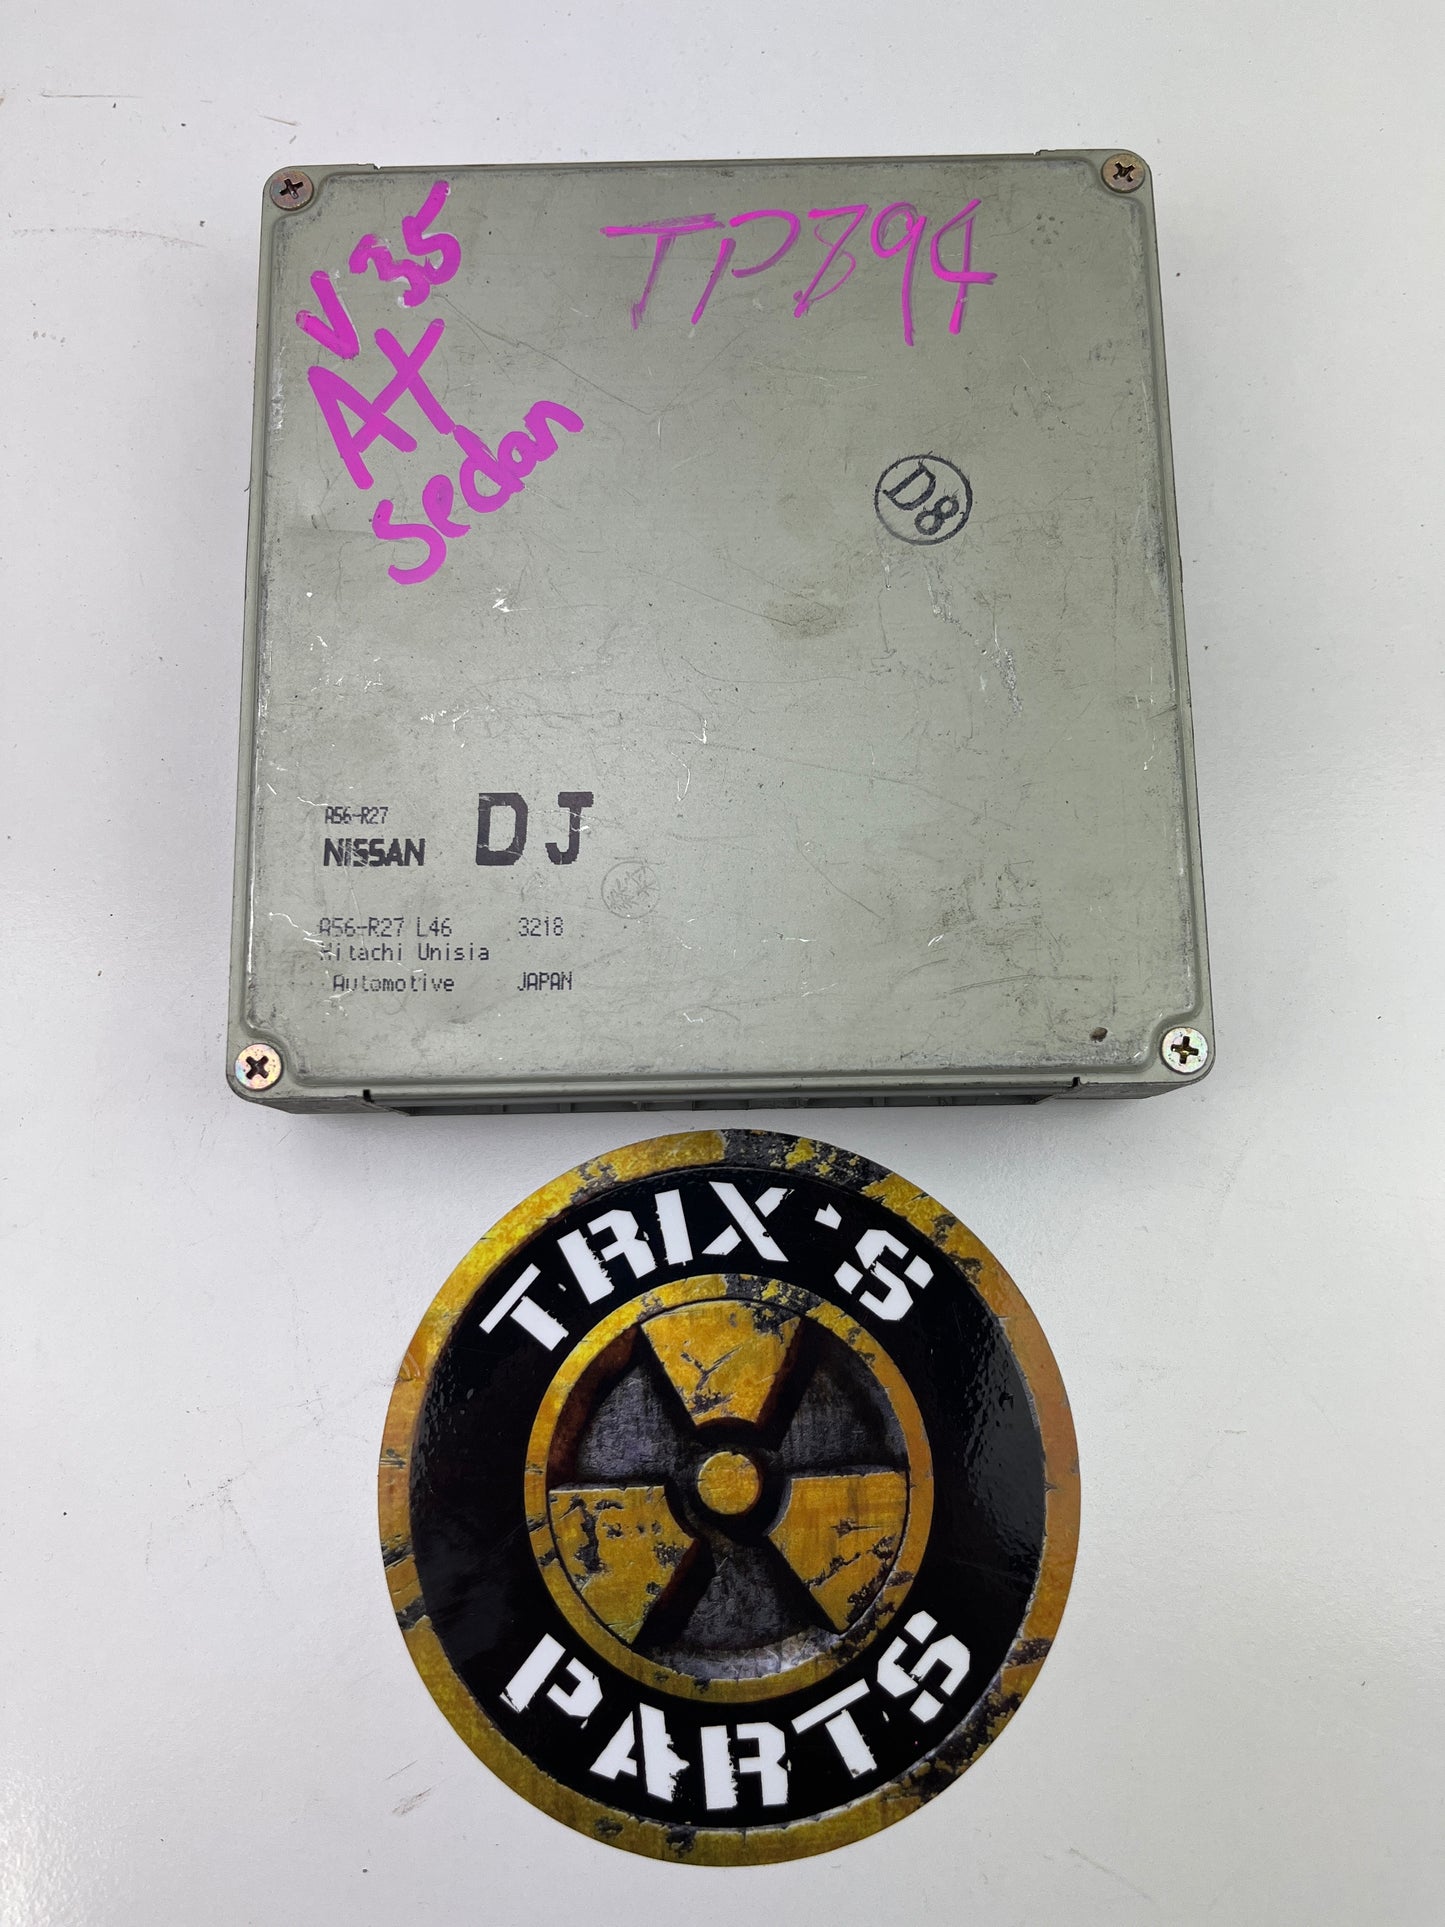 V35
AT
Sedan
TP894
D8
A56-R27
NISSAN DJ
A56-R27 L46 3218
Hitachi Unisia
Automotive JAPAN
TRIX'S
PARTS